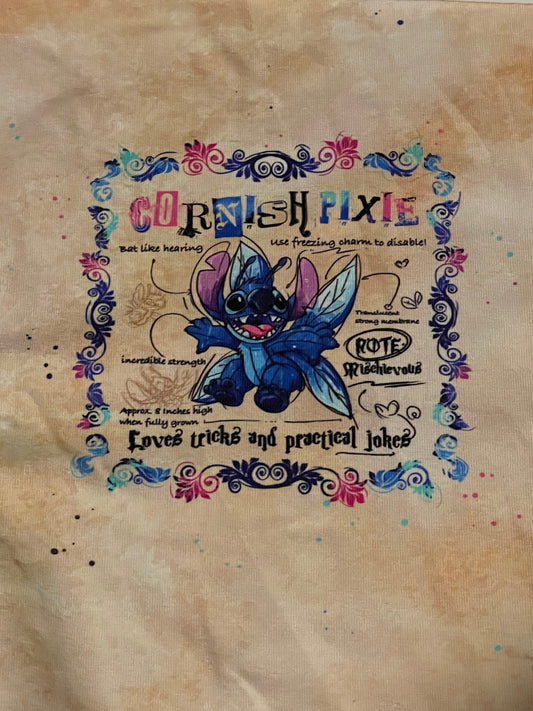 CORNISH PIXIE
Bat like hearing
Use freezing charm to disable!
Translucent
strong membrane
ROTE
Mischievous
incredible strength
Approx. 8 Inches high
when fully grown
Loves tricks and practical jokes